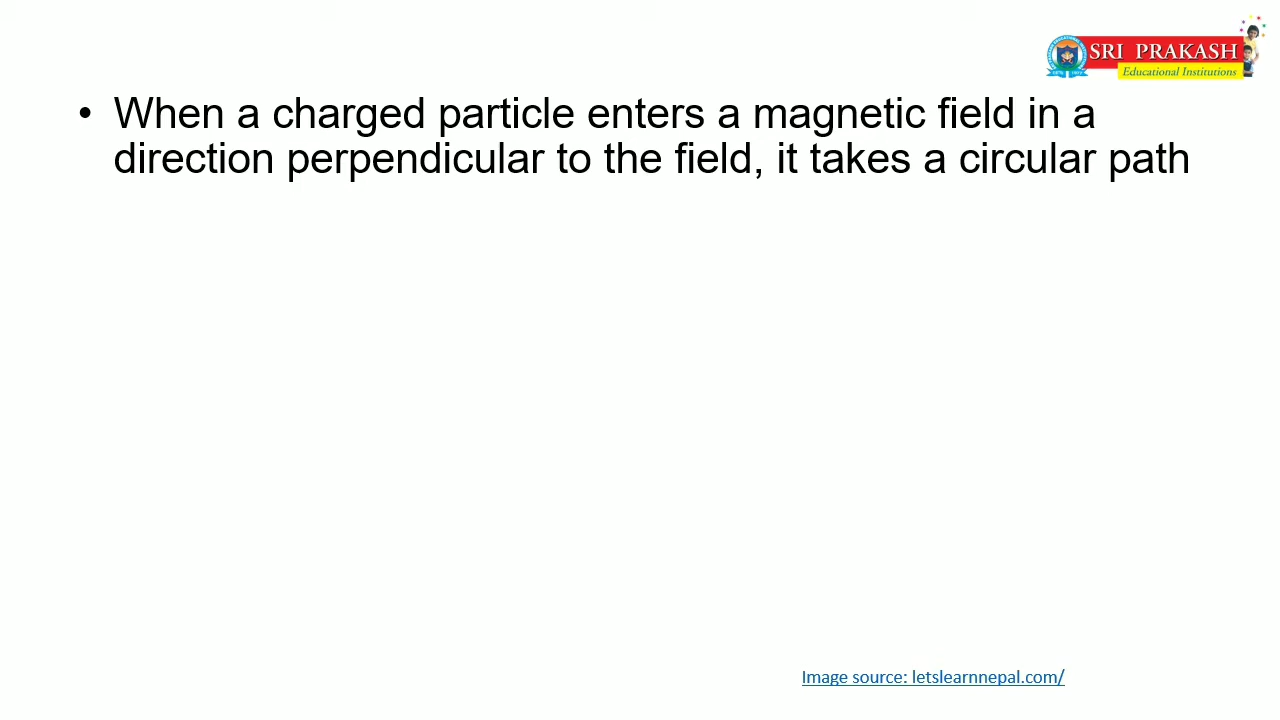 SRI PRAKASH
Educational Institutions
• When a charged particle enters a magnetic field in a
direction perpendicular to the field, it takes a circular path
Image source: letslearnnepal.com/